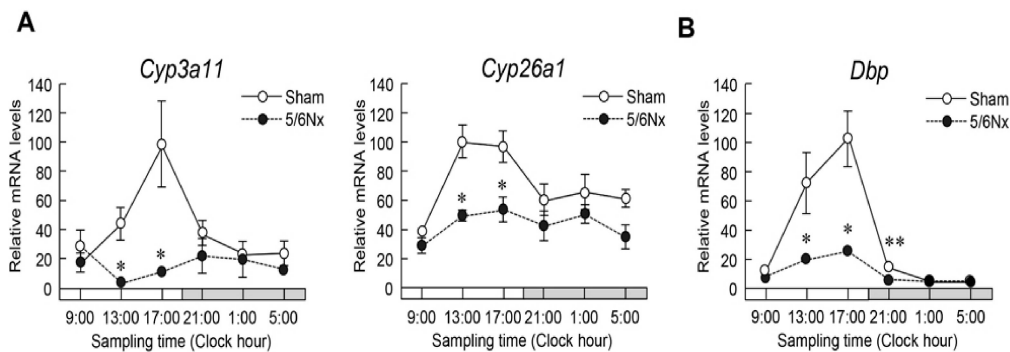 A
B
Cyp3a11
Sham
5/6Nx
Relative mRNA levels
140
120
100
80
60
40
20
0
*
*
9:00 13:00 17:00 21:00 1:00 5:00
Sampling time (Clock hour)
Cyp26a1
Sham
5/6Nx
Relative mRNA levels
140
120
100
80
60
40
20
0
*
*
9:00 13:00 17:00 21:00 1:00 5:00
Sampling time (Clock hour)
Dbp
Sham
5/6Nx
Relative mRNA levels
140
120
100
80
60
40
20
0
*
*
**
9:00 13:00 17:00 21:00 1:00 5:00
Sampling time (Clock hour)